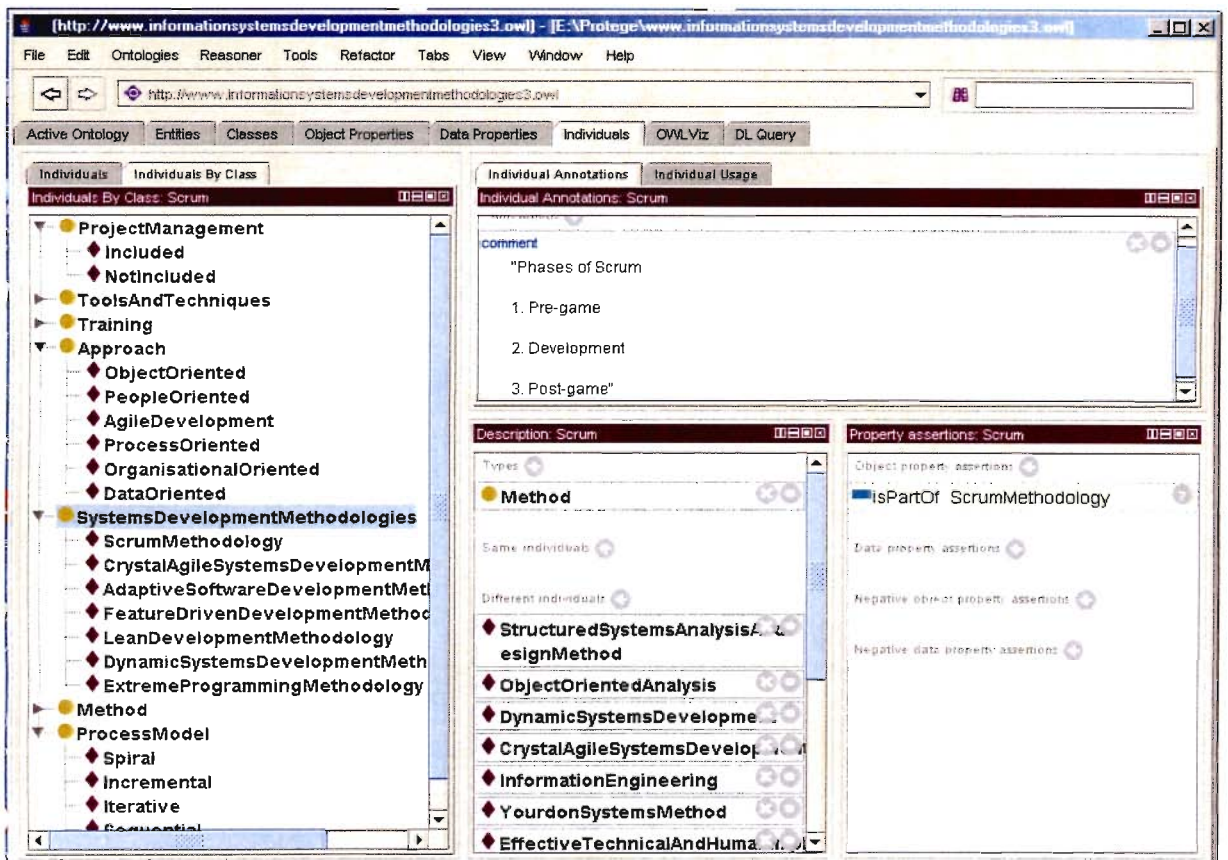 (http://www.informationsystemsdevelopmentmethodologies3.owl) - [E:\Protege\www.informationsystemsdevelopmentmethodologies3.owl]
File Edit Ontologies Reasoner Tools Refactor Tabs View Window Help
http://www.informationsystemsdevelopmentmethodologies3.owl
Active Ontology Entities Classes Object Properties Data Properties Individuals OWLViz DL Query
Individuals Individuals By Class
Individuals By Class: Scrum
ProjectManagement
Included
NotIncluded
ToolsAndTechniques
Training
Approach
ObjectOriented
PeopleOriented
AgileDevelopment
ProcessOriented
OrganisationalOriented
DataOriented
SystemsDevelopmentMethodologies
ScrumMethodology
CrystalAgileSystemsDevelopmentM
AdaptiveSoftwareDevelopmentMetl
FeatureDrivenDevelopmentMethod
LeanDevelopmentMethodology
DynamicSystemsDevelopmentMeth
ExtremeProgrammingMethodology
Method
ProcessModel
Spiral
Incremental
Iterative
Sequential
Individual Annotations Individual Usage
Individual Annotations: Scrum
comment
"Phases of Scrum
1. Pre-game
2. Development
3. Post-game"
Description: Scrum
Types
Method
Same individuals
Different individuals
StructuredSystemsAnalysisA
esignMethod
ObjectOrientedAnalysis
DynamicSystemsDevelopme
CrystalAgileSystemsDevelop
InformationEngineering
YourdonSystemsMethod
EffectiveTechnicalAndHuma
Property assertions: Scrum
Object property assertions
isPartOf ScrumMethodology
Data property assertions
Negative object property assertions
Negative data property assertions